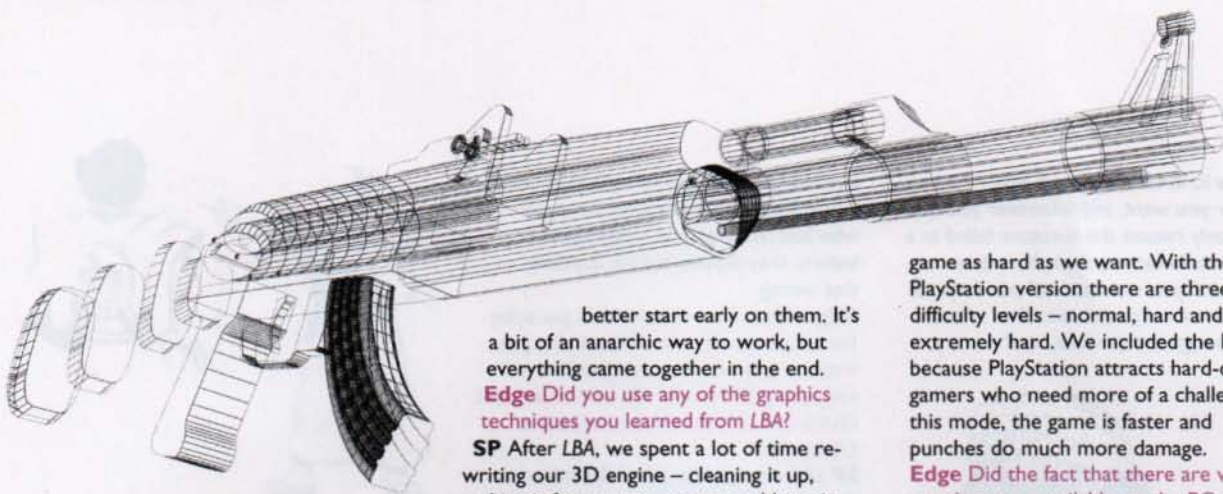 better start early on them. It's
a bit of an anarchic way to work, but
everything came together in the end.
Edge Did you use any of the graphics
techniques you learned from LBA?
SP After LBA, we spent a lot of time re-
writing our 3D engine – cleaning it up,
game as hard as we want. With the
PlayStation version there are three
difficulty levels – normal, hard and
extremely hard. We included the
because PlayStation attracts hard-
gamers who need more of a
this mode, the game is faster and
punches do much more damage.
Edge Did the fact that there are